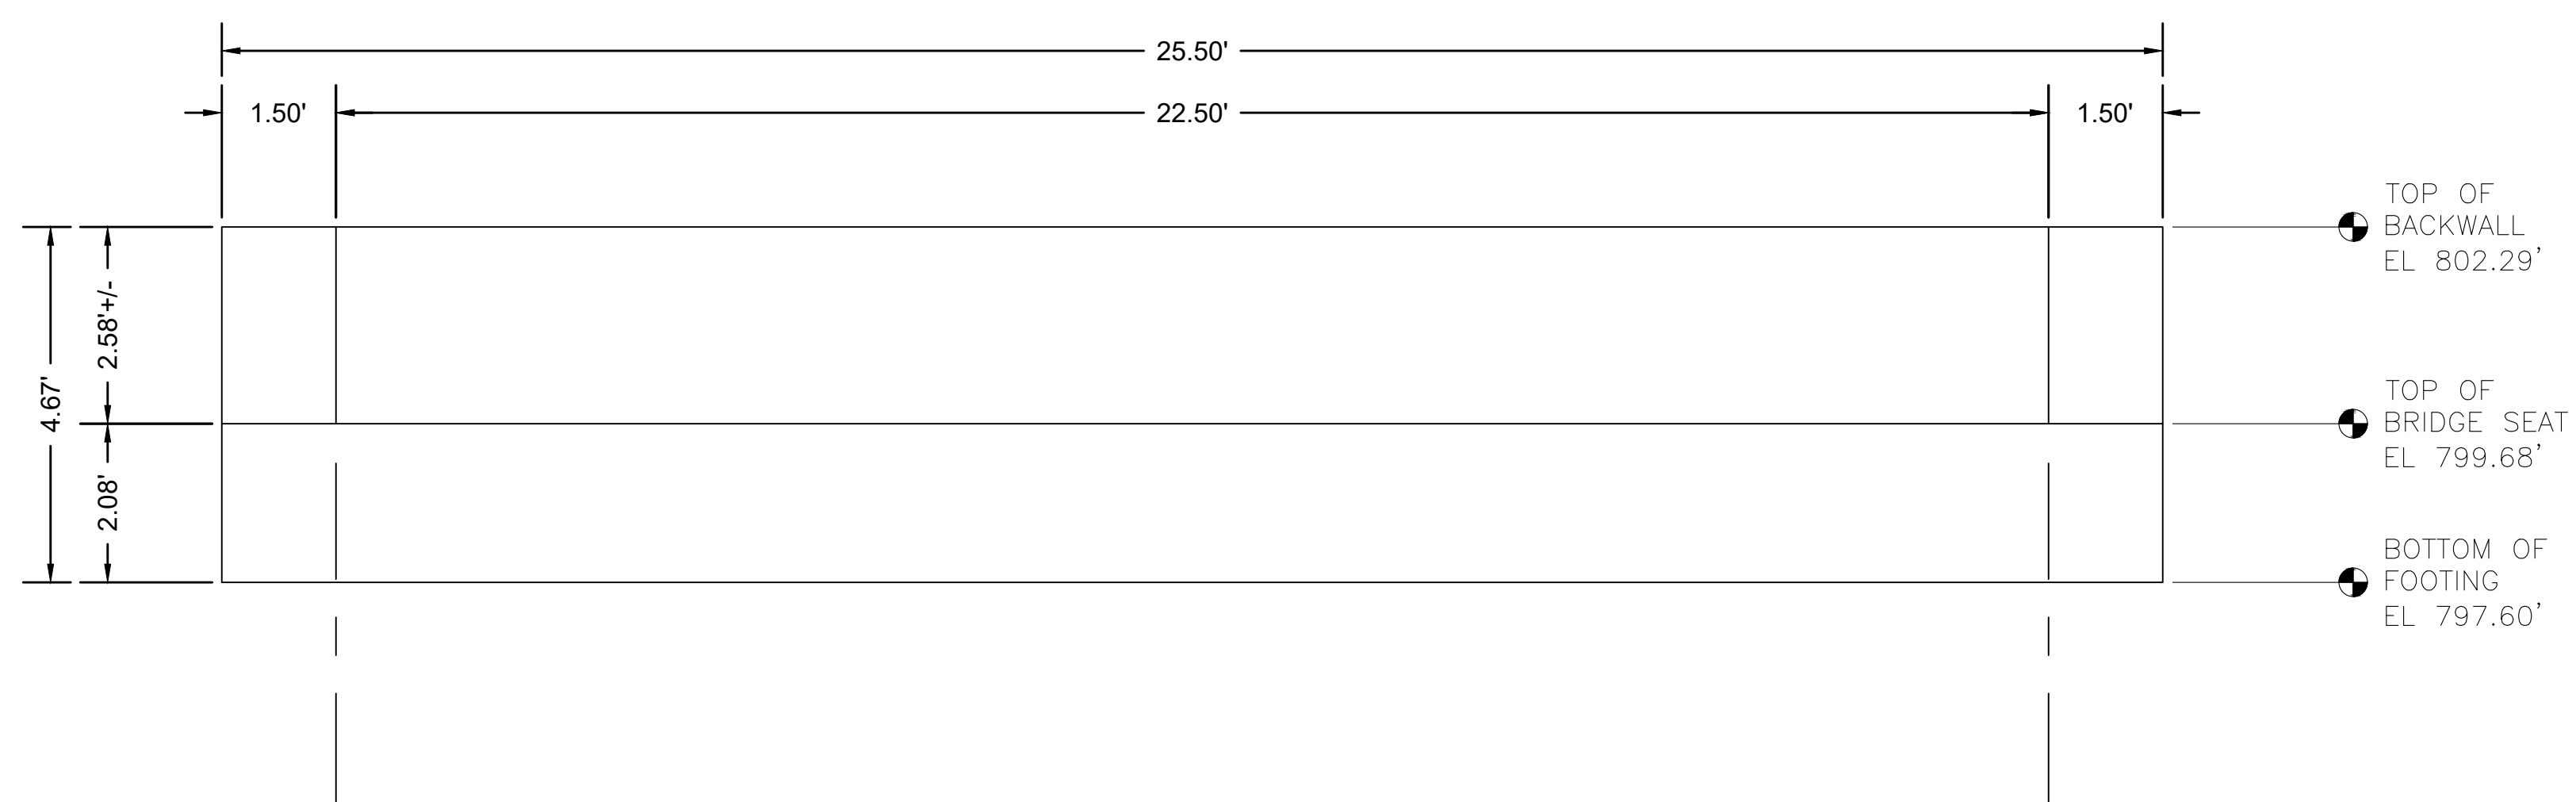 25.50'
1.50'
22.50'
1.50'
TOP OF
BACKWALL
EL 802.29'
2.58'+/-
4.67'
TOP OF
BRIDGE SEAT
EL 799.68'
2.08'
BOTTOM OF
FOOTING
EL 797.60'